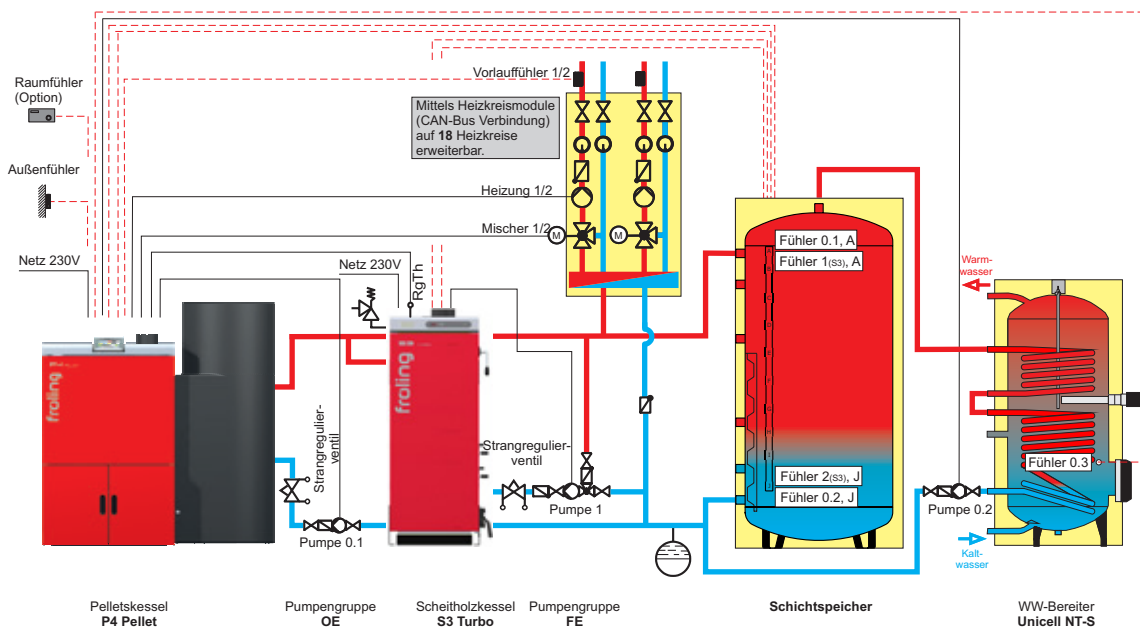 Vorlauffühler 1/2
Raumfühler
(Option)
Mittels Heizkreismodule
(CAN-Bus Verbindung)
auf 18 Heizkreise
erweiterbar.
Außenfühler
Heizung 1/2
Mischer 1/2
M
M
Netz 230V
Netz 230V
RgTh
Fühler 0.1, A
Fühler 1(S3), A
Warm-
wasser
froling
froling
Strangregulier-
ventil
Strangregulier-
ventil
Fühler 2(S3), J
Fühler 0.2, J
Fühler 0.3
Pumpe 0.1
Pumpe 1
Pumpe 0.2
Kalt-
wasser
Pelletskessel
P4 Pellet
Pumpengruppe
OE
Scheitholzkessel
S3 Turbo
Pumpengruppe
FE
Schichtspeicher
WW-Bereiter
Unicell NT-S